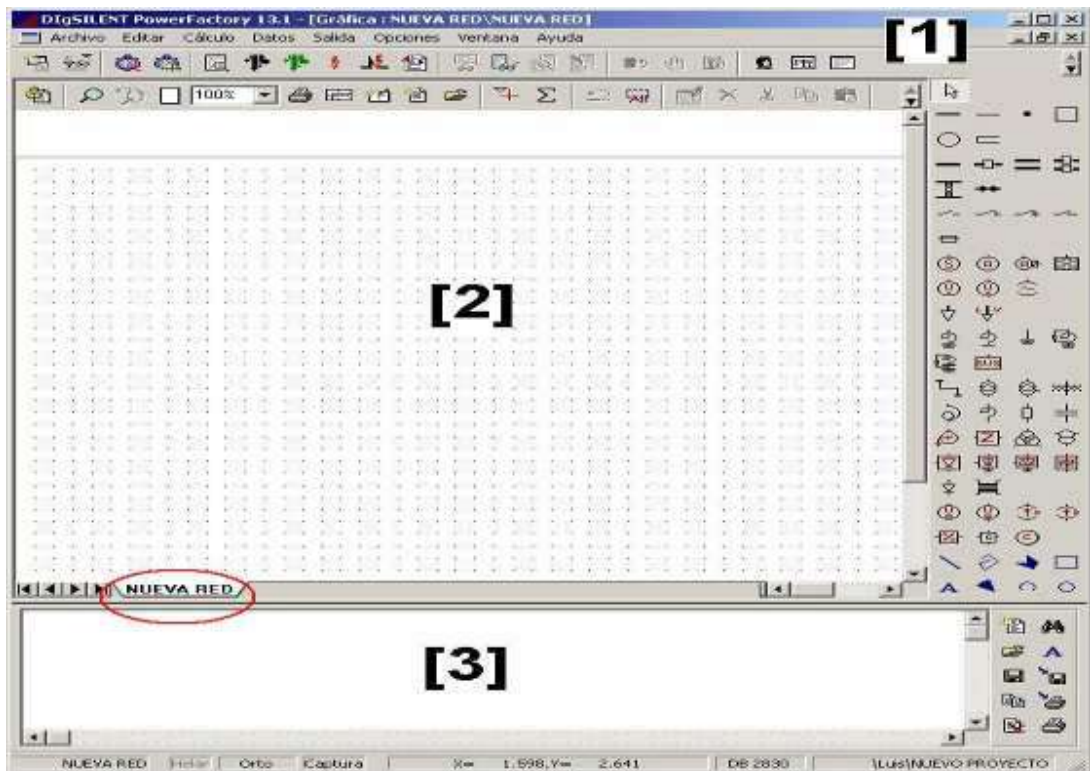 DIgSILENT PowerFactory 13.1 - [Gráfica : NUEVA RED\NUEVA RED]
Archivo Editar Cálculo Datos Salida Opciones Ventana Ayuda
[1]
100%
[2]
NUEVA RED
[3]
NUEVA RED Orto Captura X= 1.598,Y= 2.641 DB 2830 \Luis\NUEVO PROYECTO